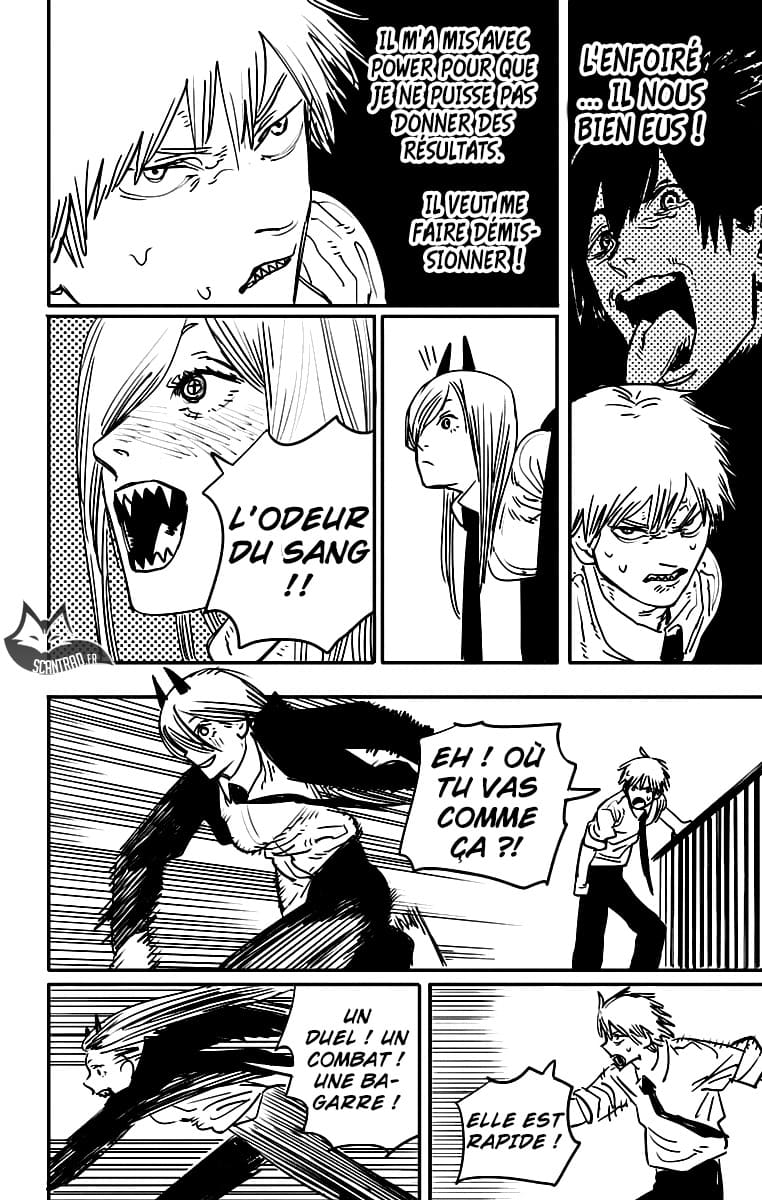 L'ENFOIRÉ
... IL NOUS
BIEN EUS !
IL M'A MIS AVEC
POWER POUR QUE
JE NE PUISSE PAS
DONNER DES
RÉSULTATS.
IL VEUT ME
FAIRE DÉMIS-
SIONNER !
L'ODEUR
DU SANG
!!
SCANTRAD.FR
EH ! OÙ
TU VAS
COMME
ÇA ?!
UN
DUEL ! UN
COMBAT !
UNE BA-
GARRE !
ELLE EST
RAPIDE !